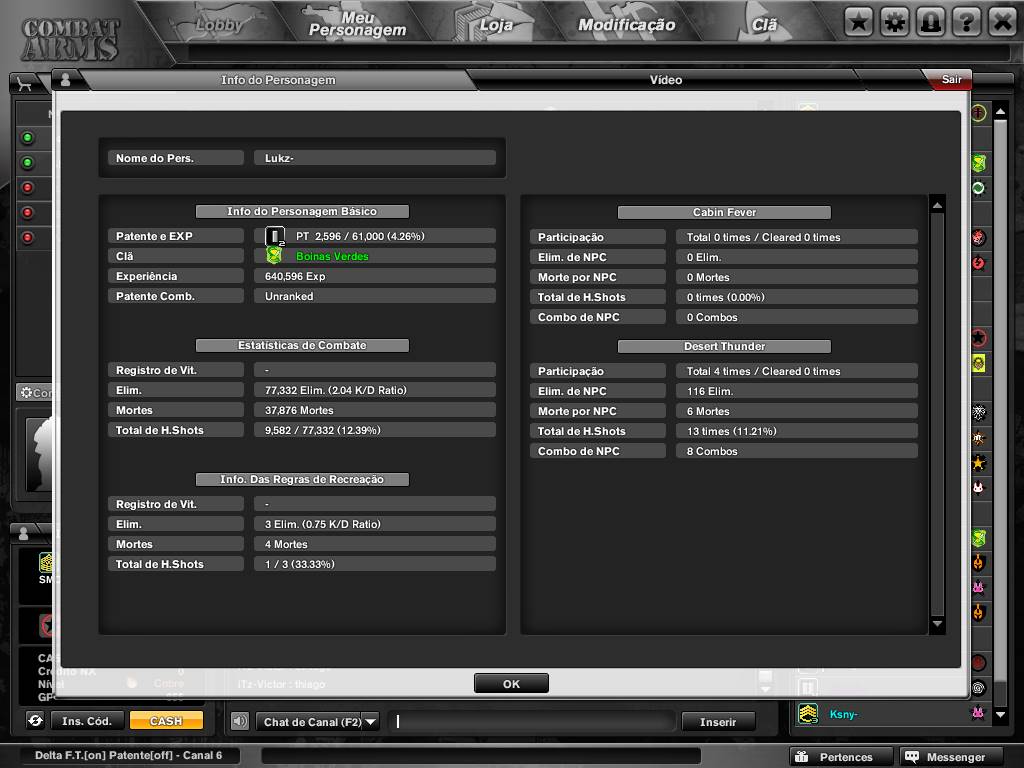 COMBAT ARMS
Lobby
Meu Personagem
Loja
Modificação
Clã
Info do Personagem
Vídeo
Sair
Nome do Pers.
Lukz-
Info do Personagem Básico
Patente e EXP
PT 2,596 / 61,000 (4.26%)
Clã
Boinas Verdes
Experiência
640,596 Exp
Patente Comb.
Unranked
Estatísticas de Combate
Registro de Vit.
-
Elim.
77,332 Elim. (2.04 K/D Ratio)
Mortes
37,876 Mortes
Total de H.Shots
9,582 / 77,332 (12.39%)
Info. Das Regras de Recreação
Registro de Vit.
-
Elim.
3 Elim. (0.75 K/D Ratio)
Mortes
4 Mortes
Total de H.Shots
1 / 3 (33.33%)
Cabin Fever
Participação
Total 0 times / Cleared 0 times
Elim. de NPC
0 Elim.
Morte por NPC
0 Mortes
Total de H.Shots
0 times (0.00%)
Combo de NPC
0 Combos
Desert Thunder
Participação
Total 4 times / Cleared 0 times
Elim. de NPC
116 Elim.
Morte por NPC
6 Mortes
Total de H.Shots
13 times (11.21%)
Combo de NPC
8 Combos
OK
iTz-Victor : thiago
Ksny-
Ins. Cód.
CASH
Chat de Canal (F2)
Inserir
Delta F.T.[on] Patente[off] - Canal 6
Pertences
Messenger